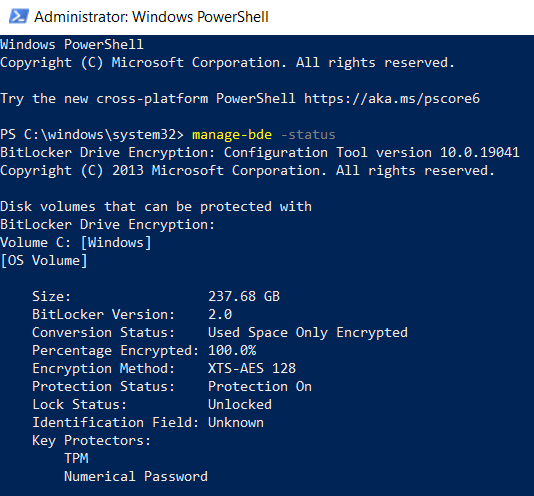 Administrator: Windows PowerShell
Windows PowerShell
Copyright (C) Microsoft Corporation. All rights reserved.
Try the new cross-platform PowerShell https://aka.ms/pscore6
PS C:\windows\system32> manage-bde -status
BitLocker Drive Encryption: Configuration Tool version 10.0.19041
Copyright (C) 2013 Microsoft Corporation. All rights reserved.
Disk volumes that can be protected with
BitLocker Drive Encryption:
Volume C: [Windows]
[OS Volume]
Size: 237.68 GB
BitLocker Version: 2.0
Conversion Status: Used Space Only Encrypted
Percentage Encrypted: 100.0%
Encryption Method: XTS-AES 128
Protection Status: Protection On
Lock Status: Unlocked
Identification Field: Unknown
Key Protectors:
TPM
Numerical Password